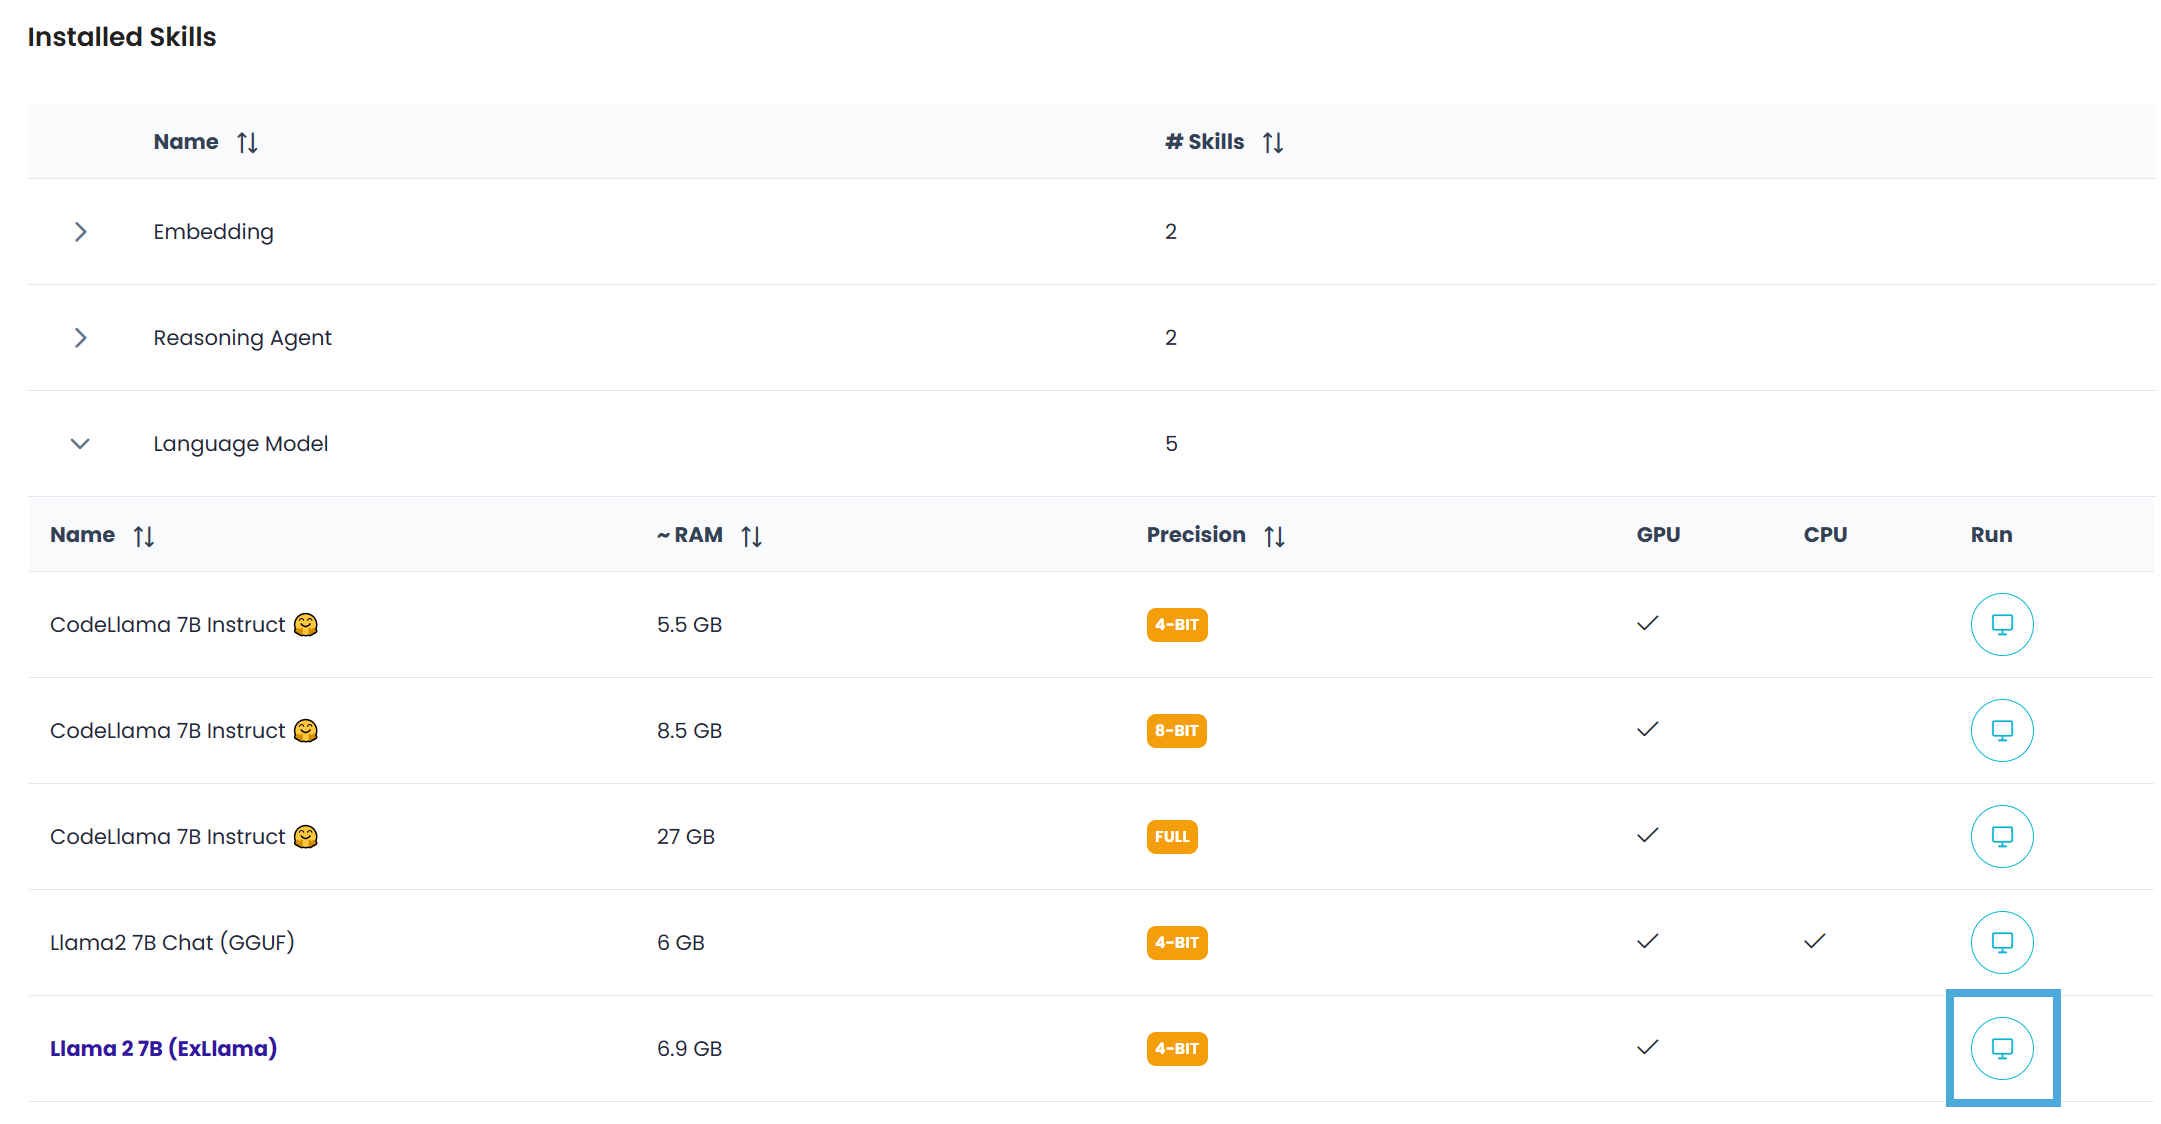 Installed Skills
Name # Skills
Embedding 2
Reasoning Agent 2
Language Model 5
Name ~ RAM Precision GPU CPU Run
CodeLlama 7B Instruct 🤗 5.5 GB 4-BIT
CodeLlama 7B Instruct 🤗 8.5 GB 8-BIT
CodeLlama 7B Instruct 🤗 27 GB FULL
Llama2 7B Chat (GGUF) 6 GB 4-BIT
Llama 2 7B (ExLlama) 6.9 GB 4-BIT